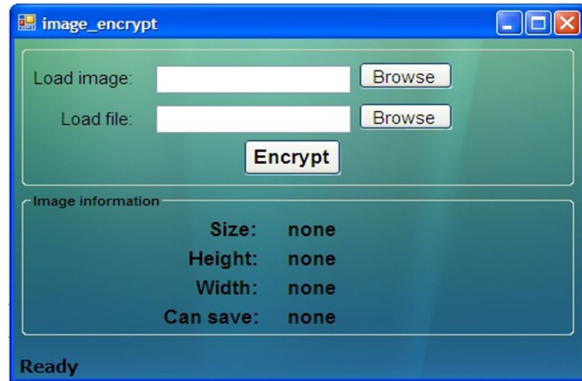 image_encrypt
Load image: Browse
Load file: Browse
Encrypt
Image information
Size: none
Height: none
Width: none
Can save: none
Ready